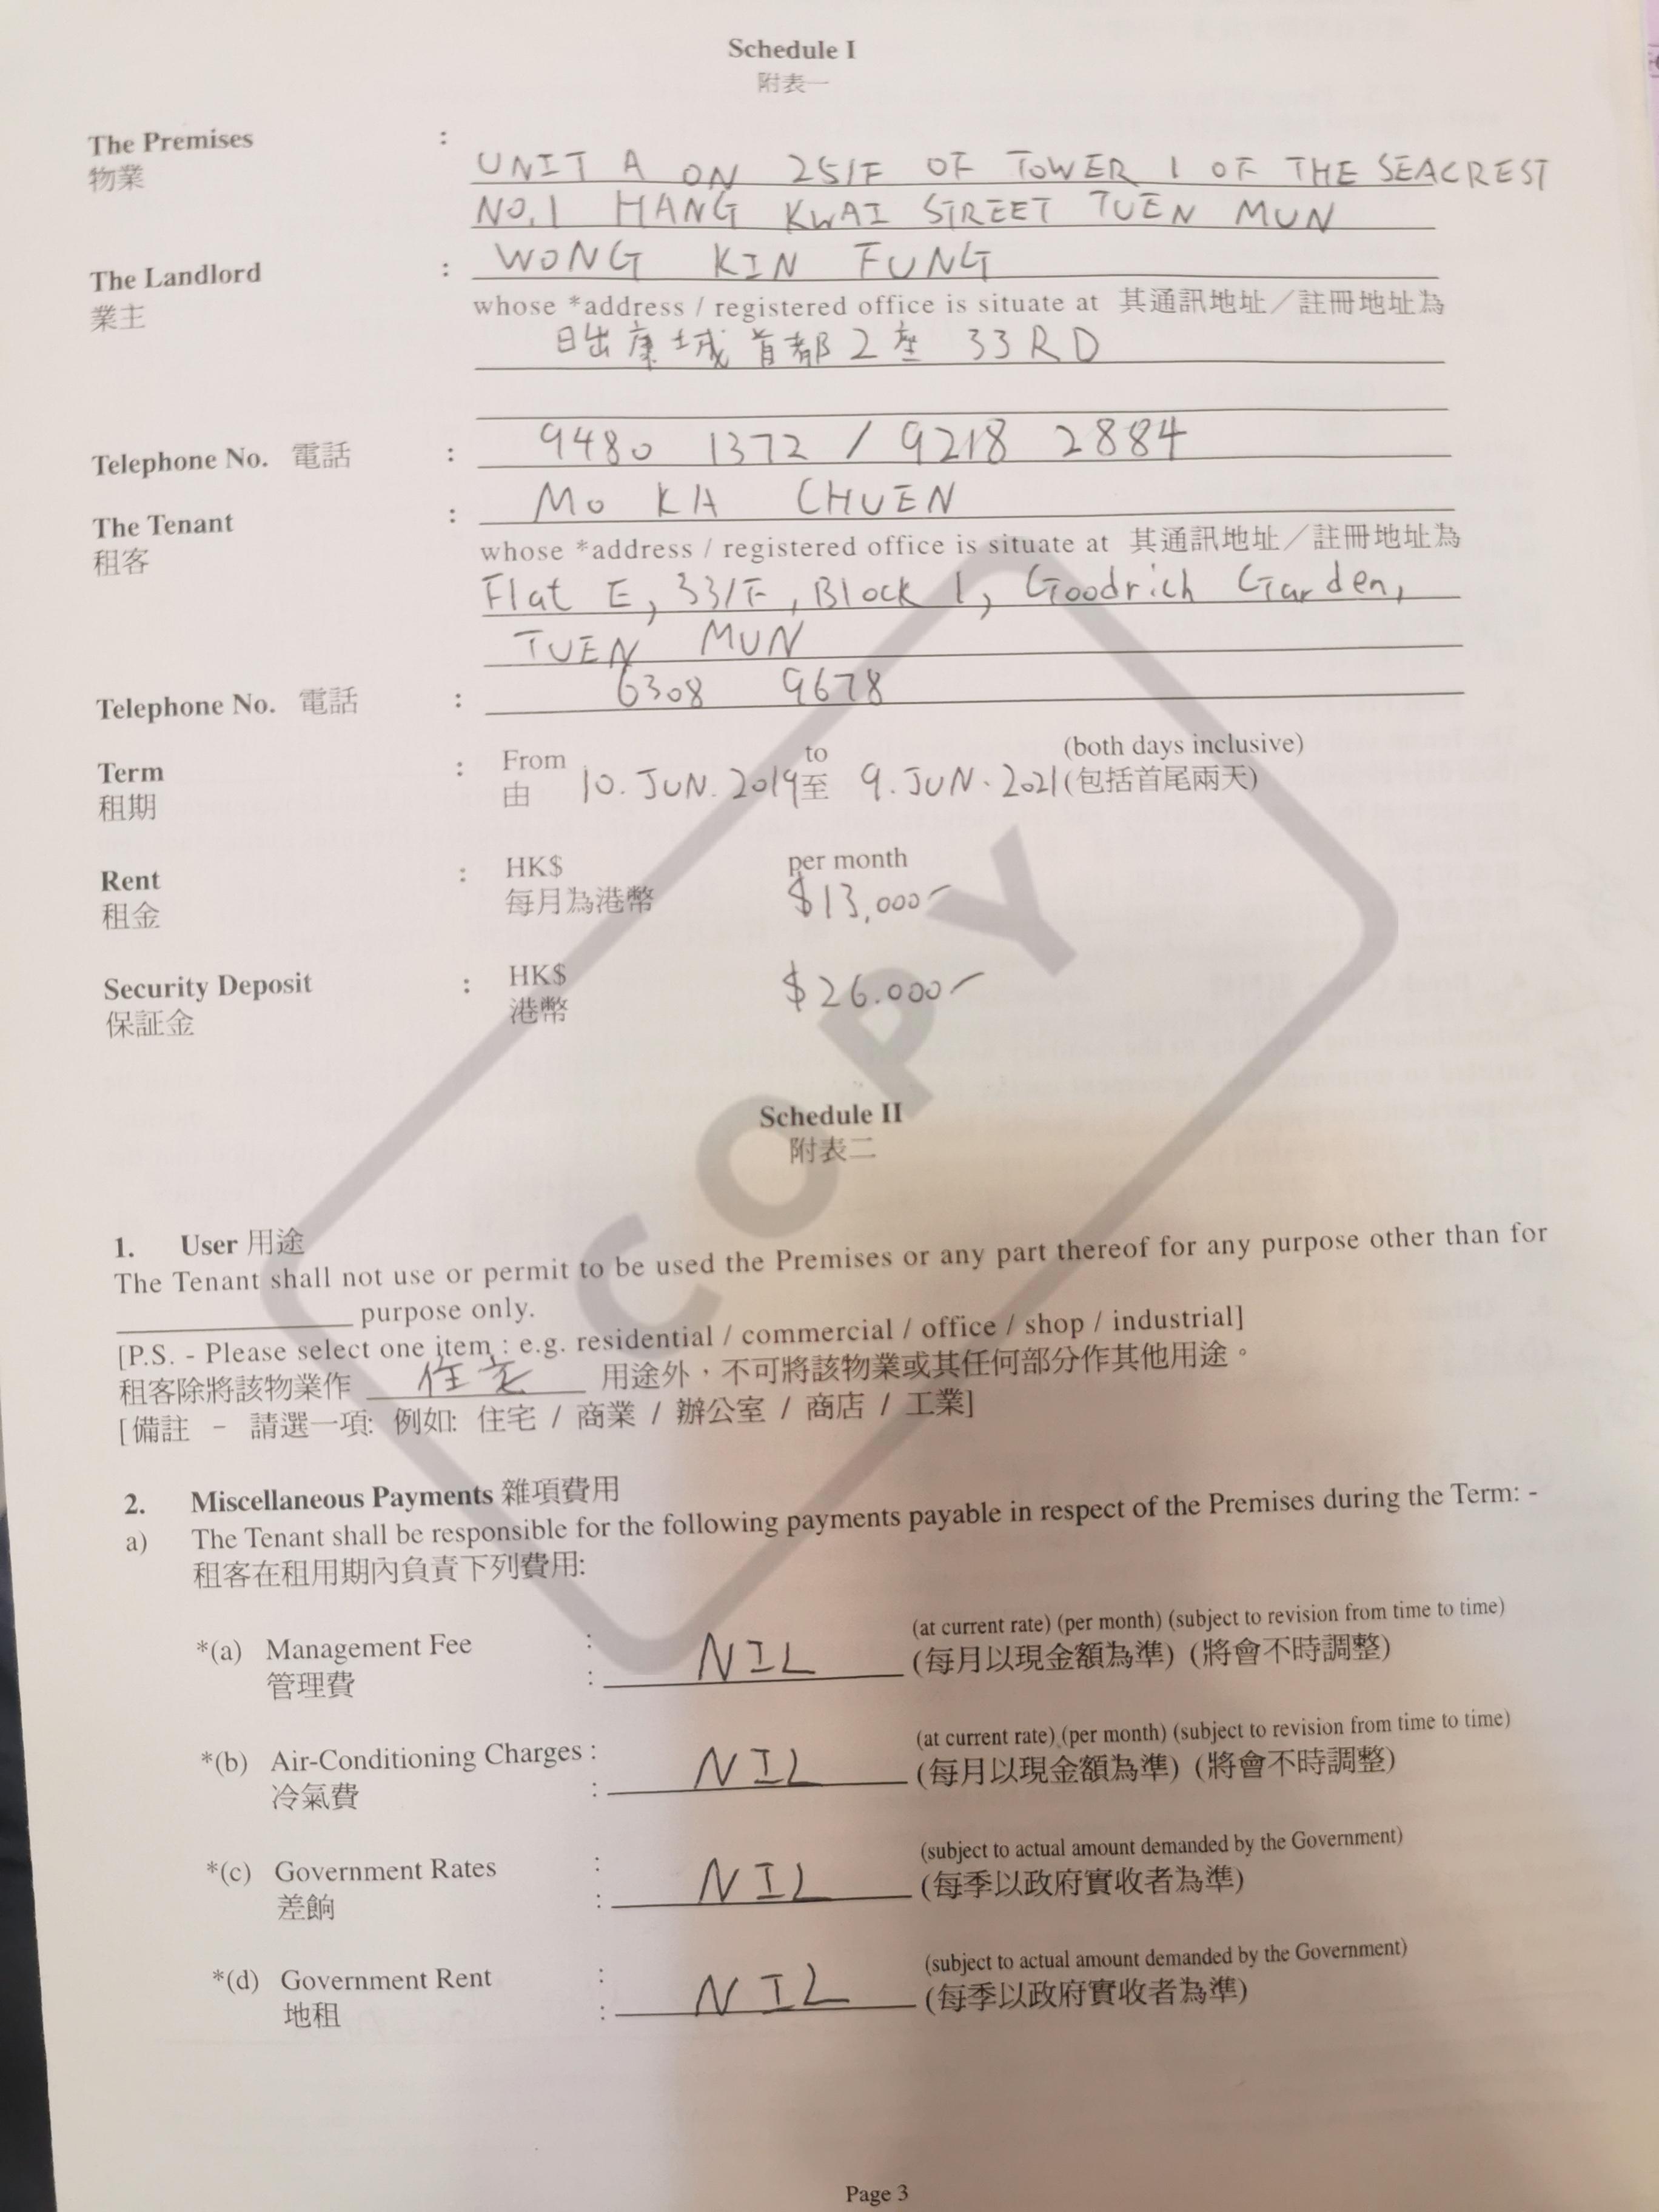 Schedule I
附表一
The Premises :
物業
UNIT A ON 25/F OF TOWER 1 OF THE SEACREST
NO.1 HANG KWAI STREET TUEN MUN
The Landlord : WONG KIN FUNG
業主
whose *address / registered office is situate at 其通訊地址／註冊地址為
日出康城首都2座 33RD
Telephone No. 電話 : 9480 1372 / 9218 2884
The Tenant : MO KA CHUEN
租客
whose *address / registered office is situate at 其通訊地址／註冊地址為
Flat E, 33/F, Block 1, Goodrich Garden,
TUEN MUN
Telephone No. 電話 : 6308 9678
Term : From to (both days inclusive)
租期 由 10. JUN. 2019 至 9. JUN. 2021 (包括首尾兩天)
Rent : HK$ per month
租金 每月為港幣 $13,000-
Security Deposit : HK$ $26.000-
保証金 港幣
COPY
Schedule II
附表二
1. User 用途
The Tenant shall not use or permit to be used the Premises or any part thereof for any purpose other than for
purpose only.
[P.S. - Please select one item : e.g. residential / commercial / office / shop / industrial]
租客除將該物業作 住宅 用途外，不可將該物業或其任何部分作其他用途。
[備註 - 請選一項: 例如: 住宅 / 商業 / 辦公室 / 商店 / 工業]
2. Miscellaneous Payments 雜項費用
a) The Tenant shall be responsible for the following payments payable in respect of the Premises during the Term: -
租客在租用期內負責下列費用:
*(a) Management Fee : (at current rate) (per month) (subject to revision from time to time)
管理費 : NIL (每月以現金額為準) (將會不時調整)
*(b) Air-Conditioning Charges : (at current rate) (per month) (subject to revision from time to time)
冷氣費 : NIL (每月以現金額為準) (將會不時調整)
*(c) Government Rates : (subject to actual amount demanded by the Government)
差餉 : NIL (每季以政府實收者為準)
*(d) Government Rent : (subject to actual amount demanded by the Government)
地租 : NIL (每季以政府實收者為準)
Page 3